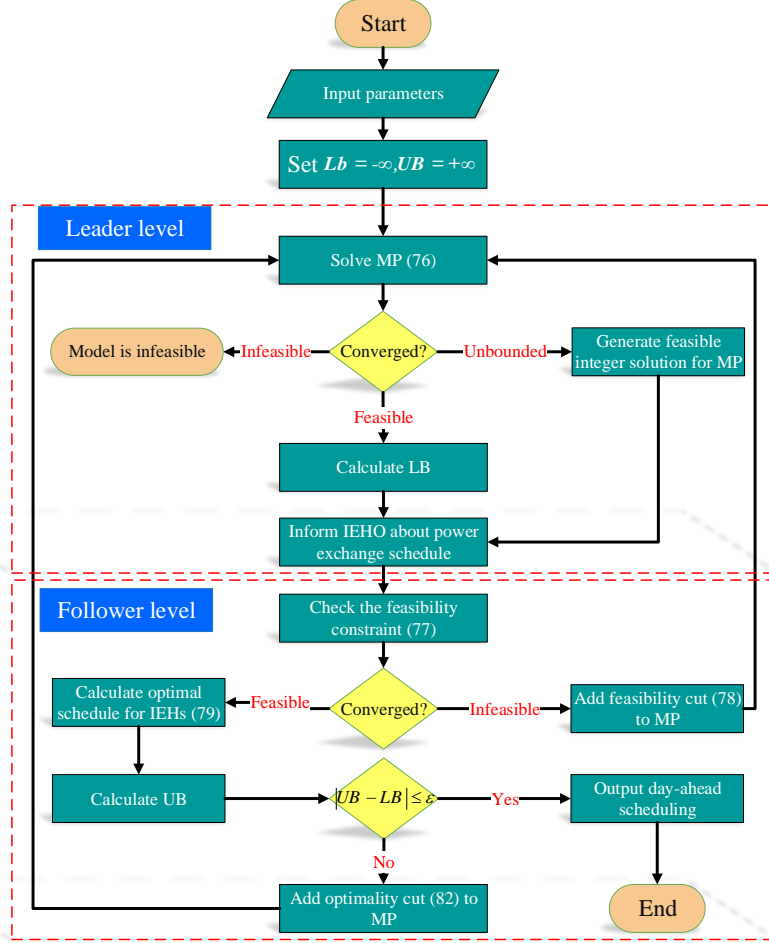 Start
Input parameters
Set Lb = -∞,UB = +∞
Leader level
Solve MP (76)
Model is infeasible
Infeasible
Converged?
Unbounded
Generate feasible
integer solution for MP
Feasible
Calculate LB
Inform IEHO about power
exchange schedule
Follower level
Check the feasibility
constraint (77)
Calculate optimal
schedule for IEHs (79)
Feasible
Converged?
Infeasible
Add feasibility cut (78)
to MP
Calculate UB
|UB − LB| ≤ ε
Yes
Output day-ahead
scheduling
No
Add optimality cut (82) to
MP
End